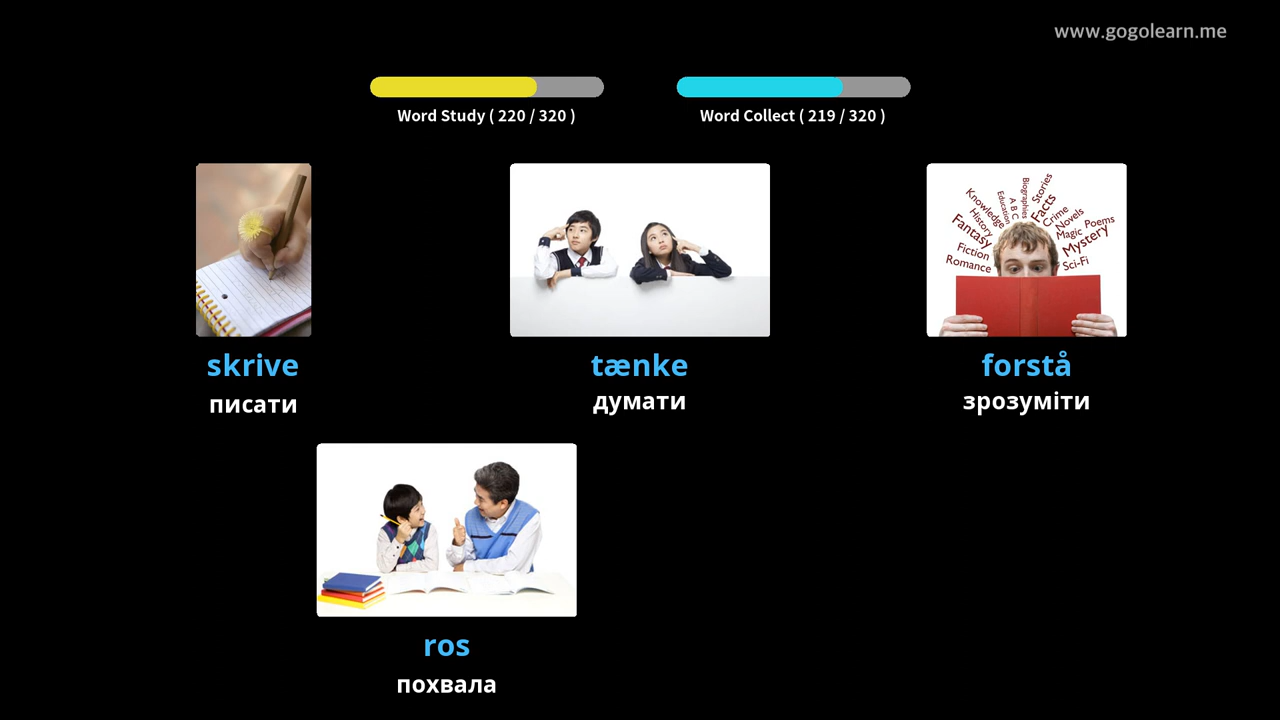 www.gogolearn.me
Word Study ( 220 / 320 )
Word Collect ( 219 / 320 )
Knowledge
History
Fantasy
Fiction
Romance
Education
A B C
Biographies
Stories
Facts
Crime
Novels
Magic
Poems
Mystery
Sci-Fi
skrive
писати
tænke
думати
forstå
зрозуміти
ros
похвала